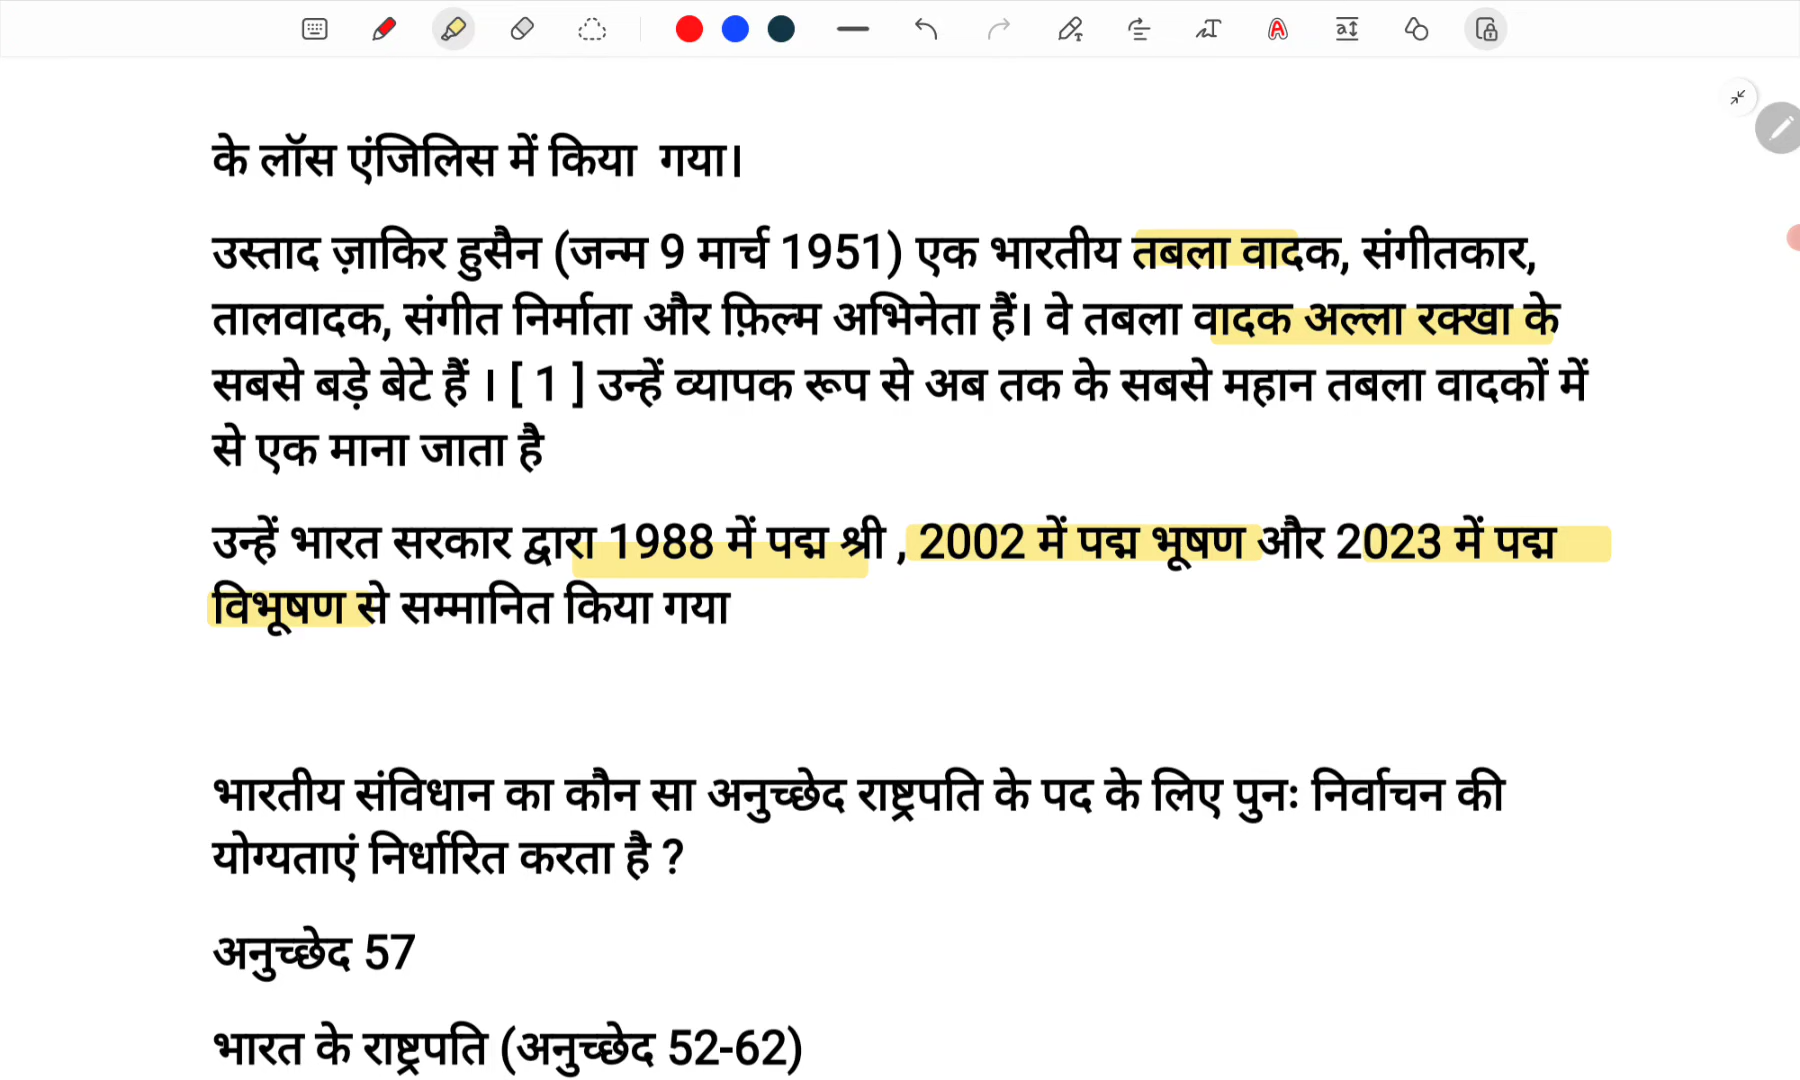 के लॉस एंजिलिस में किया गया।
उस्ताद ज़ाकिर हुसैन (जन्म 9 मार्च 1951) एक भारतीय तबला वादक, संगीतकार,
तालवादक, संगीत निर्माता और फ़िल्म अभिनेता हैं। वे तबला वादक अल्ला रक्खा के
सबसे बड़े बेटे हैं । [ 1 ] उन्हें व्यापक रूप से अब तक के सबसे महान तबला वादकों में
से एक माना जाता है
उन्हें भारत सरकार द्वारा 1988 में पद्म श्री , 2002 में पद्म भूषण और 2023 में पद्म
विभूषण से सम्मानित किया गया
भारतीय संविधान का कौन सा अनुच्छेद राष्ट्रपति के पद के लिए पुनः निर्वाचन की
योग्यताएं निर्धारित करता है ?
अनुच्छेद 57
भारत के राष्ट्रपति (अनुच्छेद 52-62)